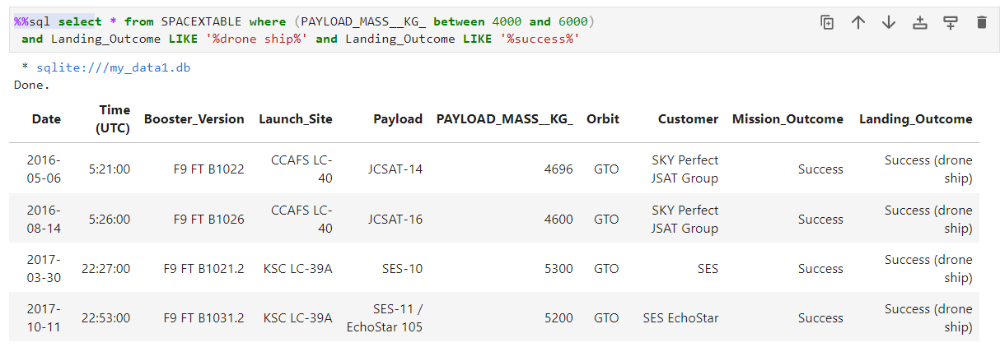 %%sql select * from SPACEXTABLE where (PAYLOAD_MASS__KG_ between 4000 and 6000)
and Landing_Outcome LIKE '%drone ship%' and Landing_Outcome LIKE '%success%'
* sqlite:///my_data1.db
Done.
Date Time (UTC) Booster_Version Launch_Site Payload PAYLOAD_MASS__KG_ Orbit Customer Mission_Outcome Landing_Outcome
2016-05-06 5:21:00 F9 FT B1022 CCAFS LC-40 JCSAT-14 4696 GTO SKY Perfect JSAT Group Success Success (drone ship)
2016-08-14 5:26:00 F9 FT B1026 CCAFS LC-40 JCSAT-16 4600 GTO SKY Perfect JSAT Group Success Success (drone ship)
2017-03-30 22:27:00 F9 FT B1021.2 KSC LC-39A SES-10 5300 GTO SES Success Success (drone ship)
2017-10-11 22:53:00 F9 FT B1031.2 KSC LC-39A SES-11 / EchoStar 105 5200 GTO SES EchoStar Success Success (drone ship)